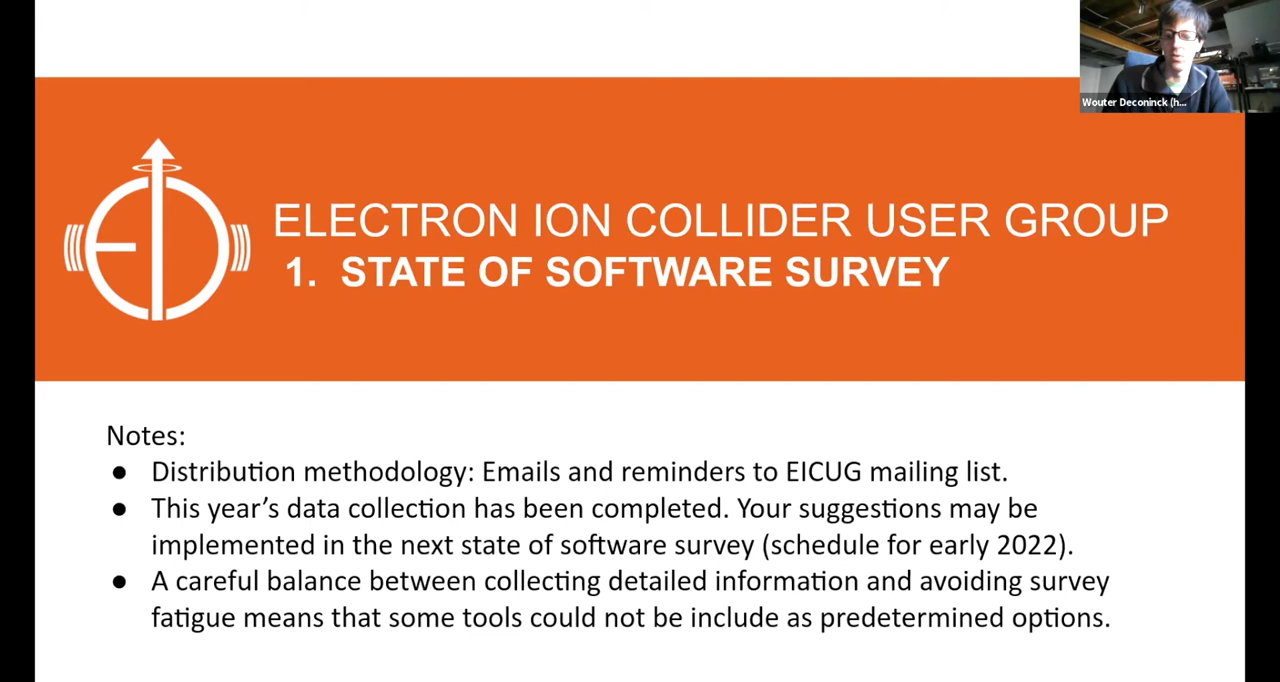 Wouter Deconinck (h...
ELECTRON ION COLLIDER USER GROUP
1. STATE OF SOFTWARE SURVEY
Notes:
● Distribution methodology: Emails and reminders to EICUG mailing list.
● This year's data collection has been completed. Your suggestions may be
implemented in the next state of software survey (schedule for early 2022).
● A careful balance between collecting detailed information and avoiding survey
fatigue means that some tools could not be include as predetermined options.